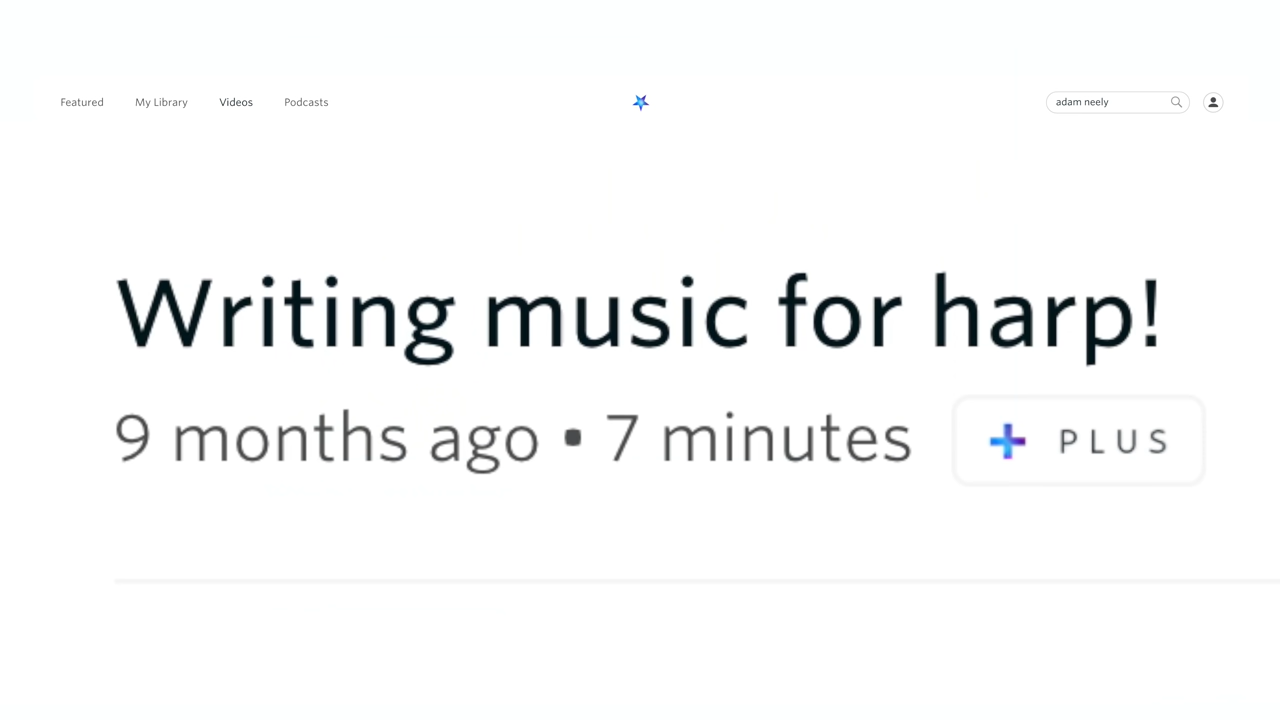 Featured My Library Videos Podcasts adam neely
Writing music for harp!
9 months ago • 7 minutes PLUS